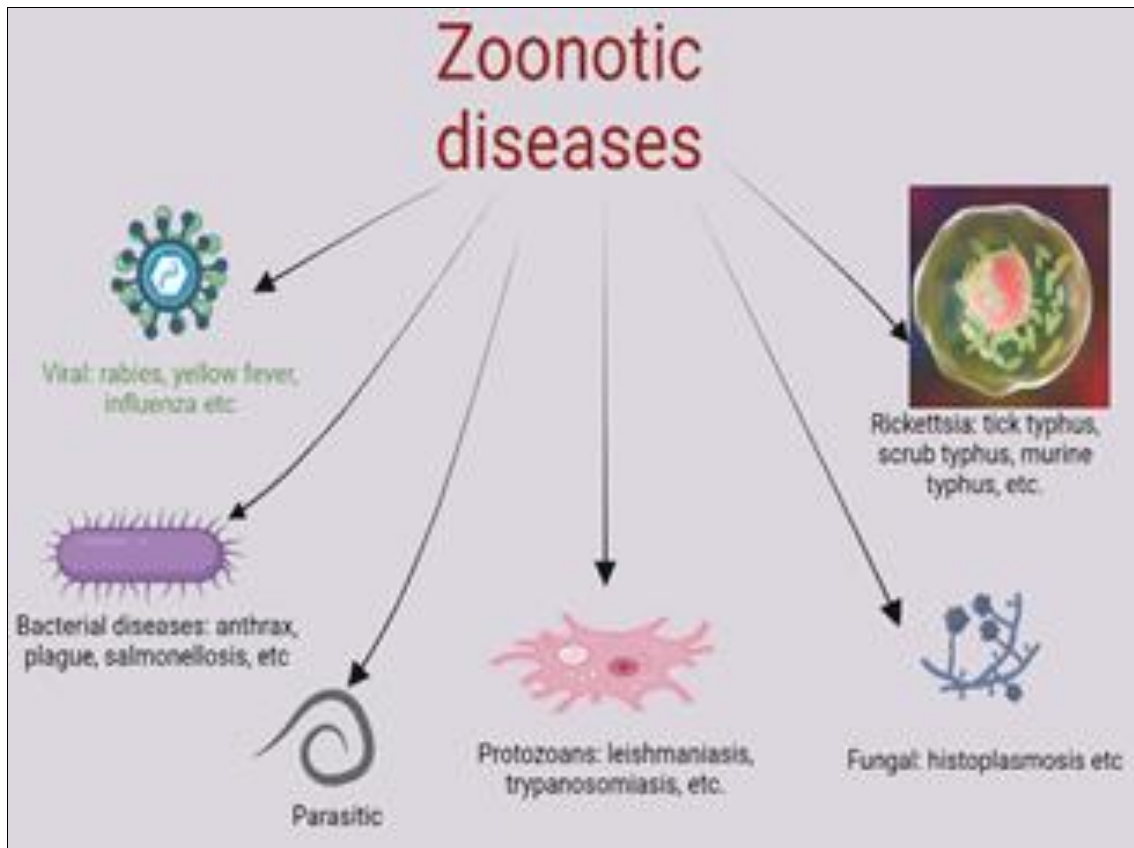 Zoonotic
diseases
Viral: rabies, yellow fever,
influenza etc
Rickettsia: tick typhus,
scrub typhus, murine
typhus, etc.
Bacterial diseases: anthrax,
plague, salmonellosis, etc
Parasitic
Protozoans: leishmaniasis,
trypanosomiasis, etc.
Fungal: histoplasmosis etc